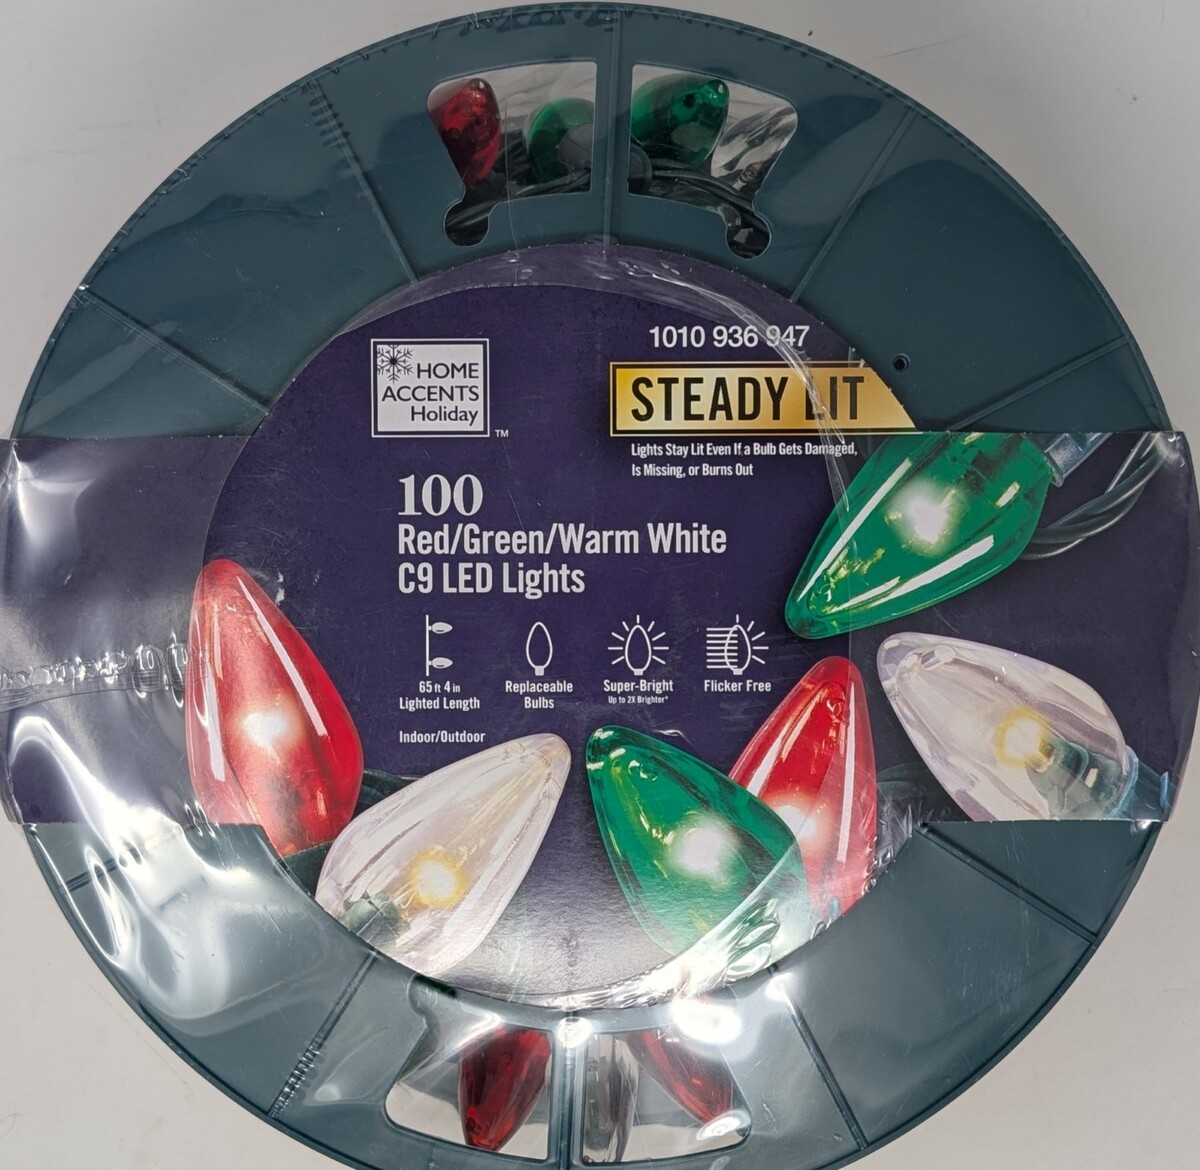 HOME
ACCENTS
Holiday
TM
1010 936 947
STEADY LIT
Lights Stay Lit Even If a Bulb Gets Damaged,
Is Missing, or Burns Out
100
Red/Green/Warm White
C9 LED Lights
65 ft 4 in
Lighted Length
Replaceable
Bulbs
Super-Bright
Up to 2X Brighter*
Flicker Free
Indoor/Outdoor